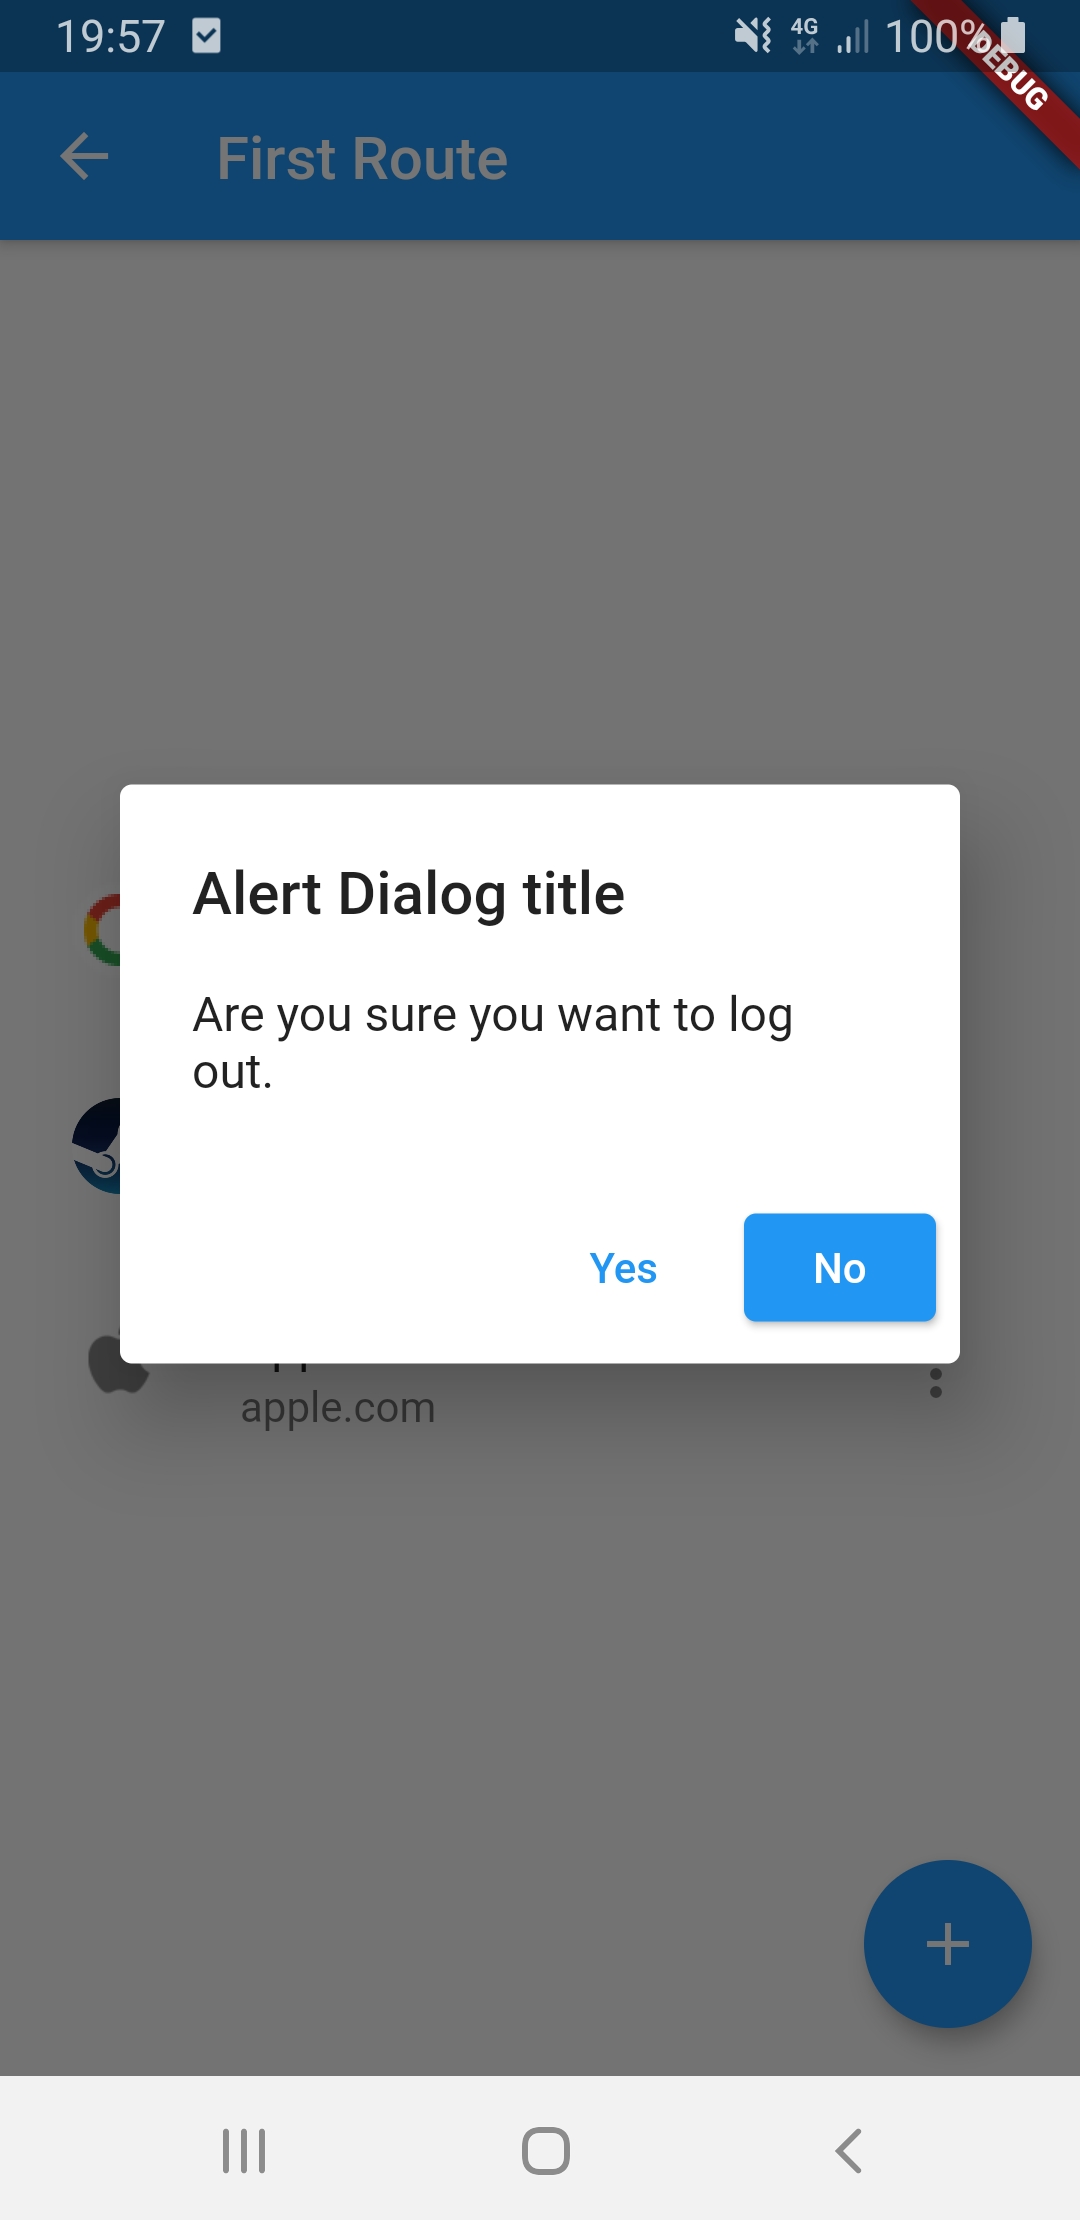 19:57 4G 100%
DEBUG
First Route
Alert Dialog title
Are you sure you want to log
out.
Yes No
apple.com